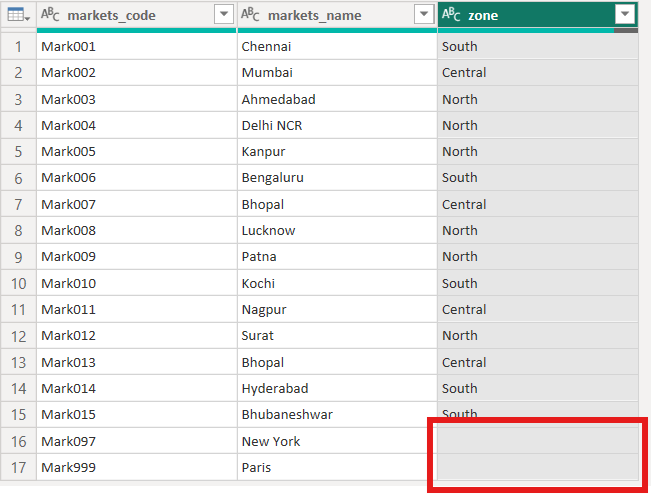 ABC markets_code ABC markets_name ABC zone
1 Mark001 Chennai South
2 Mark002 Mumbai Central
3 Mark003 Ahmedabad North
4 Mark004 Delhi NCR North
5 Mark005 Kanpur North
6 Mark006 Bengaluru South
7 Mark007 Bhopal Central
8 Mark008 Lucknow North
9 Mark009 Patna North
10 Mark010 Kochi South
11 Mark011 Nagpur Central
12 Mark012 Surat North
13 Mark013 Bhopal Central
14 Mark014 Hyderabad South
15 Mark015 Bhubaneshwar South
16 Mark097 New York
17 Mark999 Paris